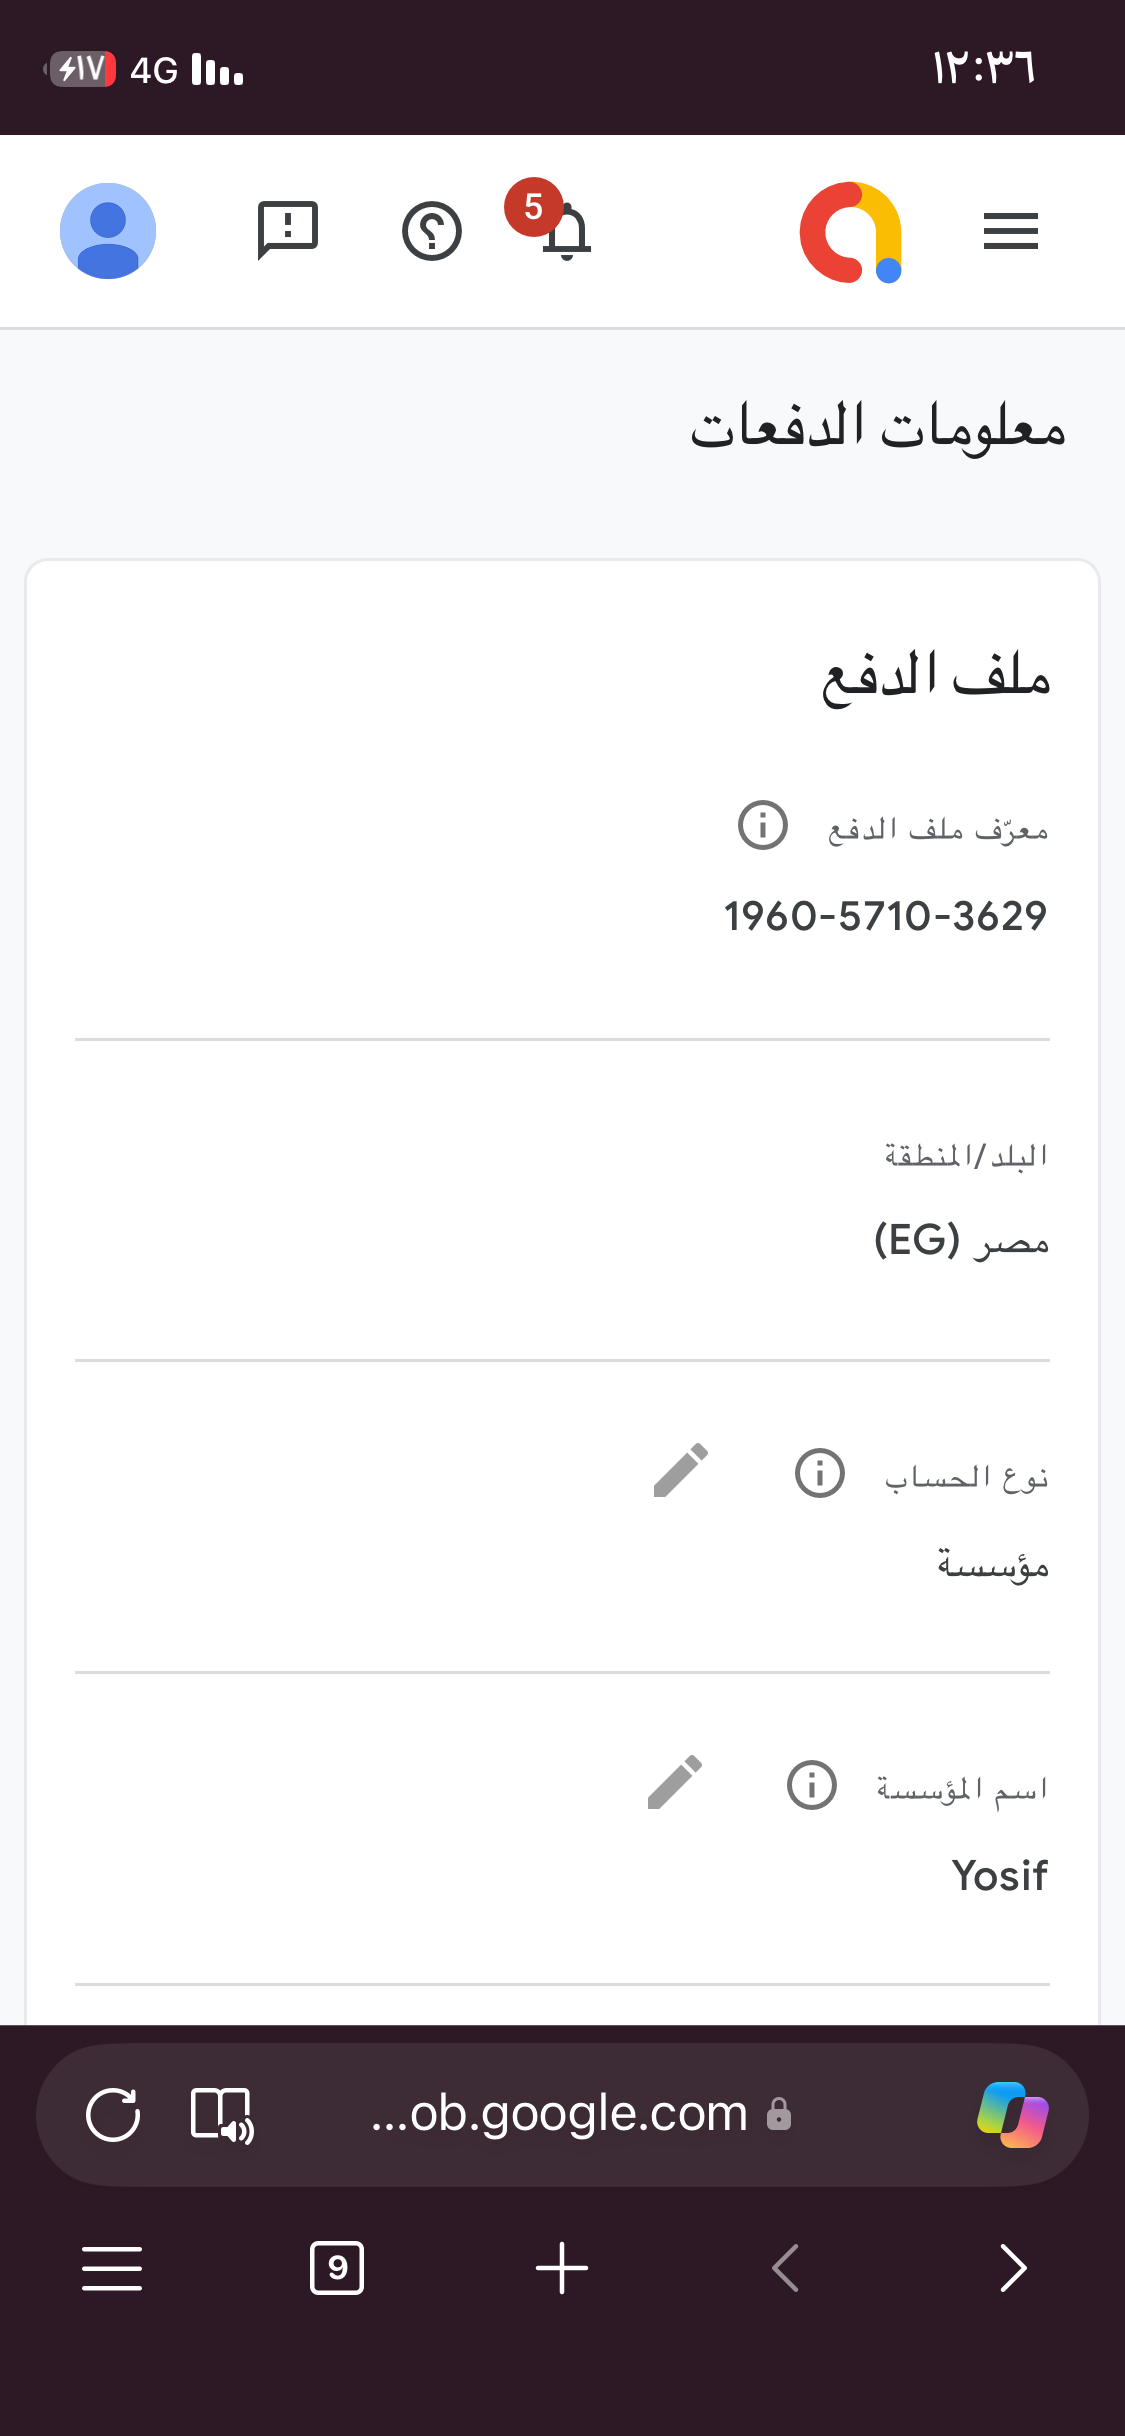 ١٢:٣٦
4G ١٧
5
معلومات الدفعات
ملف الدفع
معرّف ملف الدفع
1960-5710-3629
البلد/المنطقة
مصر (EG)
نوع الحساب
مؤسسة
اسم المؤسسة
Yosif
...ob.google.com
9